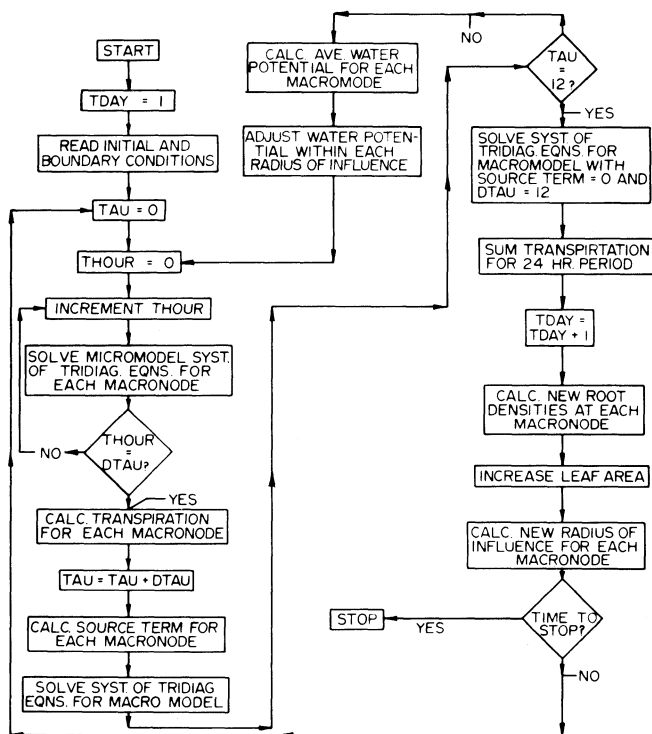 START
TDAY = 1
READ INITIAL AND
BOUNDARY CONDITIONS
TAU = 0
THOUR = 0
INCREMENT THOUR
SOLVE MICROMODEL SYST.
OF TRIDIAG. EQNS. FOR
EACH MACRONODE
THOUR
=
DTAU?
NO
YES
CALC. TRANSPIRATION
FOR EACH MACRONODE
TAU = TAU + DTAU
CALC. SOURCE TERM FOR
EACH MACRONODE
SOLVE SYST. OF TRIDIAG
EQNS. FOR MACRO MODEL
CALC. AVE. WATER
POTENTIAL FOR EACH
MACROMODE
ADJUST WATER POTEN-
TIAL WITHIN EACH
RADIUS OF INFLUENCE
NO
TAU
=
12?
YES
SOLVE SYST. OF
TRIDIAG. EQNS. FOR
MACROMODEL WITH
SOURCE TERM = 0 AND
DTAU = 12
SUM TRANSPIRTATION
FOR 24 HR. PERIOD
TDAY =
TDAY + 1
CALC. NEW ROOT
DENSITIES AT EACH
MACRONODE
INCREASE LEAF AREA
CALC. NEW RADIUS OF
INFLUENCE FOR EACH
MACRONODE
TIME TO
STOP?
YES
STOP
NO